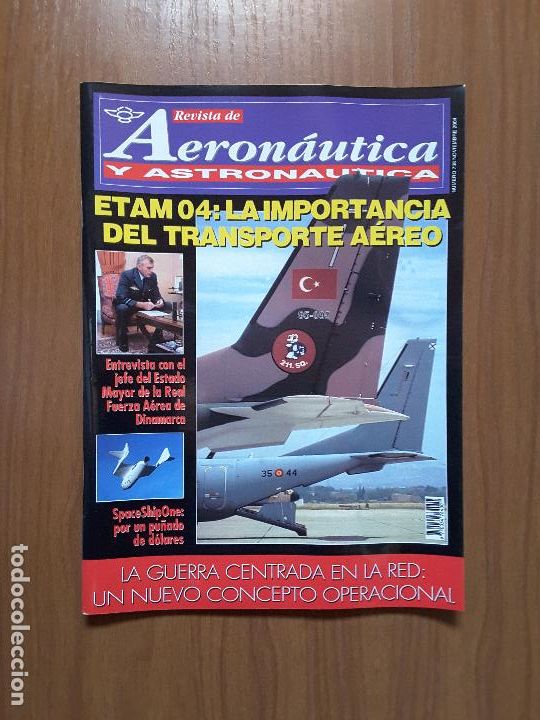 Revista de
Aeronáutica
Y ASTRONAUTICA
ETAM 04: LA IMPORTANCIA
DEL TRANSPORTE AÉREO
Entrevista con el
jefe del Estado
Mayor de la Real
Fuerza Aérea de
Dinamarca
211. SQ.
35 44
SpaceShipOne:
por un puñado
de dólares
LA GUERRA CENTRADA EN LA RED:
UN NUEVO CONCEPTO OPERACIONAL
todocoleccion